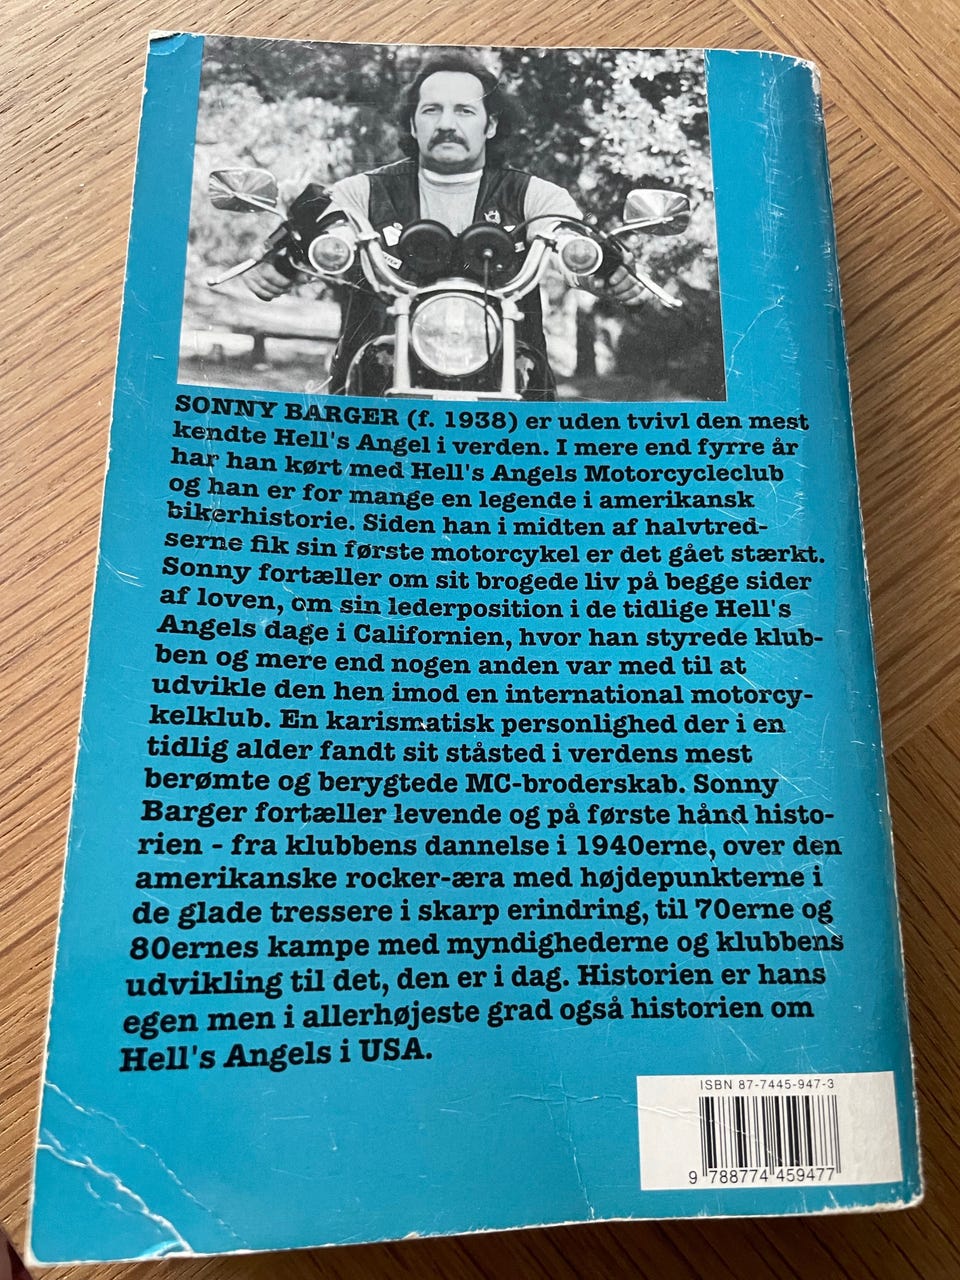 SONNY BARGER (f. 1938) er uden tvivl den mest
kendte Hell's Angel i verden. I mere end fyrre år
har han kørt med Hell's Angels Motorcycleclub
og han er for mange en legende i amerikansk
bikerhistorie. Siden han i midten af halvtred-
serne fik sin første motorcykel er det gået stærkt.
Sonny fortæller om sit brogede liv på begge sider
af loven, om sin lederposition i de tidlige Hell's
Angels dage i Californien, hvor han styrede klub-
ben og mere end nogen anden var med til at
udvikle den hen imod en international motorcy-
kelklub. En karismatisk personlighed der i en
tidlig alder fandt sit ståsted i verdens mest
berømte og berygtede MC-broderskab. Sonny
Barger fortæller levende og på første hånd histo-
rien - fra klubbens dannelse i 1940erne, over den
amerikanske rocker-æra med højdepunkterne i
de glade tressere i skarp erindring, til 70erne og
80ernes kampe med myndighederne og klubbens
udvikling til det, den er i dag. Historien er hans
egen men i allerhøjeste grad også historien om
Hell's Angels i USA.
ISBN 87-7445-947-3
9 788774 459477